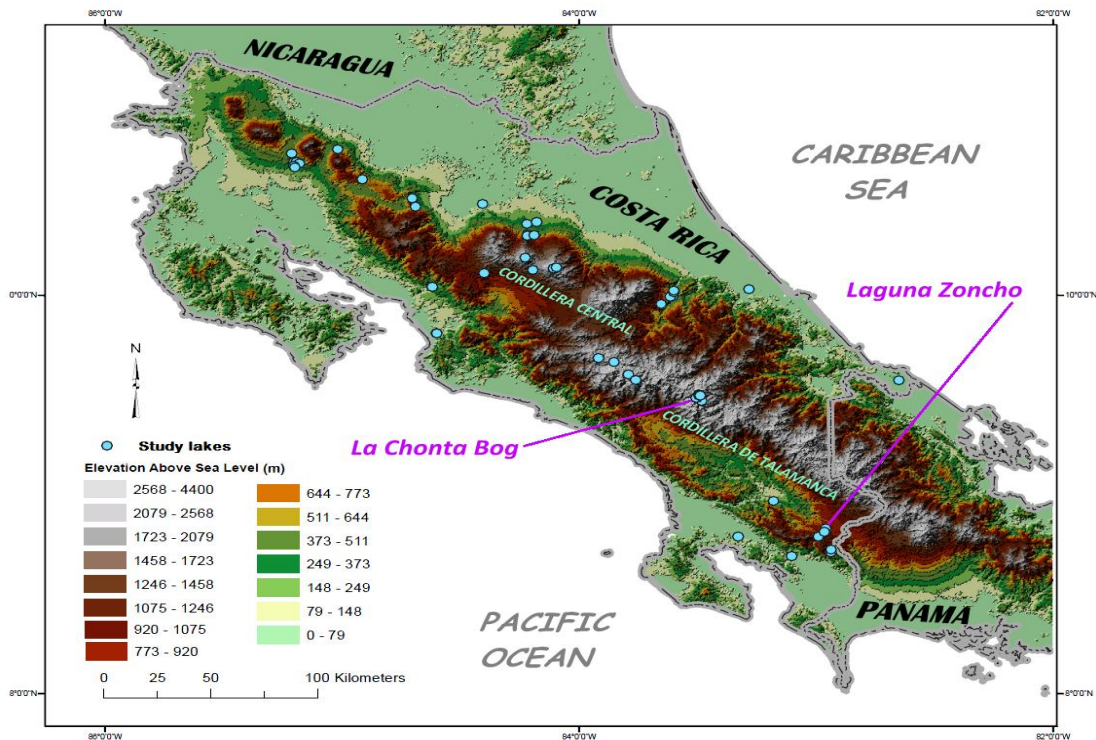 86°0'0"W
84°0'0"W
82°0'0"W
NICARAGUA
CARIBBEAN
SEA
COSTA RICA
CORDILLERA CENTRAL
Laguna Zoncho
0°0'0"N
10°0'0"N
N
La Chonta Bog
CORDILLERA DE TALAMANCA
Study lakes
Elevation Above Sea Level (m)
2568 - 4400
2079 - 2568
1723 - 2079
1458 - 1723
1246 - 1458
1075 - 1246
920 - 1075
773 - 920
644 - 773
511 - 644
373 - 511
249 - 373
148 - 249
79 - 148
0 - 79
0 25 50 100 Kilometers
PACIFIC
OCEAN
PANAMA
8°0'0"N
8°0'0"N
86°0'0"W
84°0'0"W
82°0'0"W